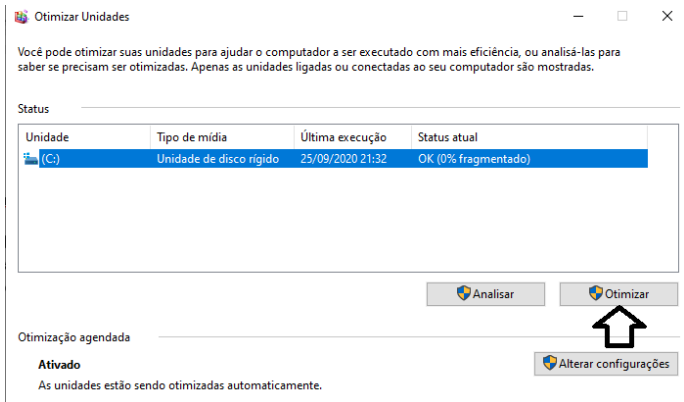 Otimizar Unidades
Você pode otimizar suas unidades para ajudar o computador a ser executado com mais eficiência, ou analisá-las para
saber se precisam ser otimizadas. Apenas as unidades ligadas ou conectadas ao seu computador são mostradas.
Status
Unidade Tipo de mídia Última execução Status atual
(C:) Unidade de disco rígido 25/09/2020 21:32 OK (0% fragmentado)
Analisar Otimizar
Otimização agendada
Ativado Alterar configurações
As unidades estão sendo otimizadas automaticamente.